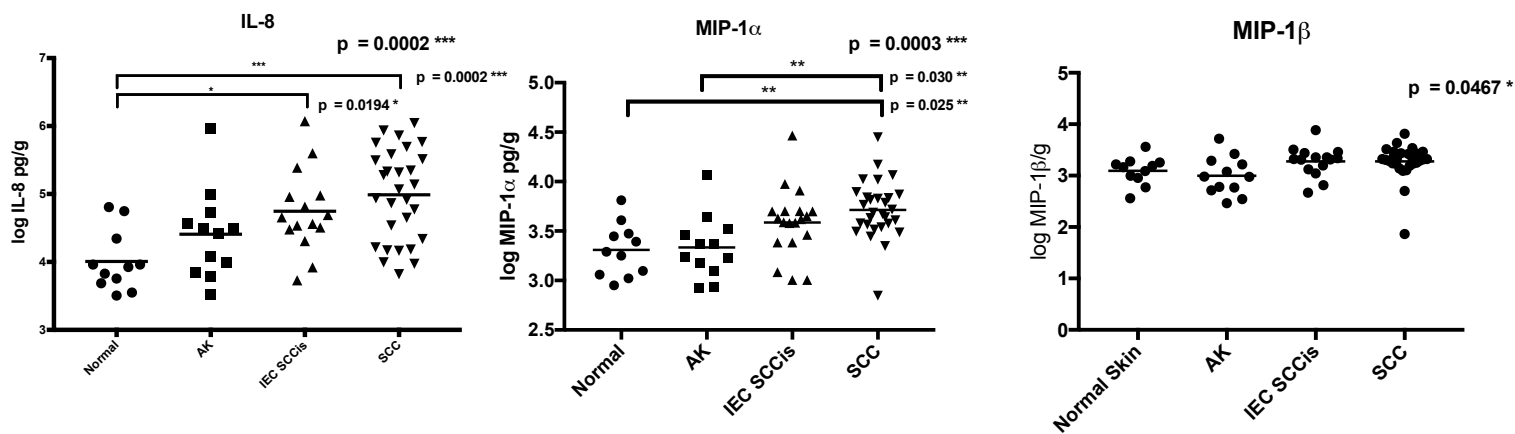 IL-8
p = 0.0002 ***
***
p = 0.0002 ***
*
p = 0.0194 *
log IL-8 pg/g
7
6
5
4
3
Normal
AK
IEC SCCis
SCC
MIP-1α
p = 0.0003 ***
**
p = 0.030 **
**
p = 0.025 **
log MIP-1α pg/g
5.0
4.5
4.0
3.5
3.0
2.5
Normal
AK
IEC SCCis
SCC
MIP-1β
p = 0.0467 *
log MIP-1β/g
5
4
3
2
1
0
Normal Skin
AK
IEC SCCis
SCC